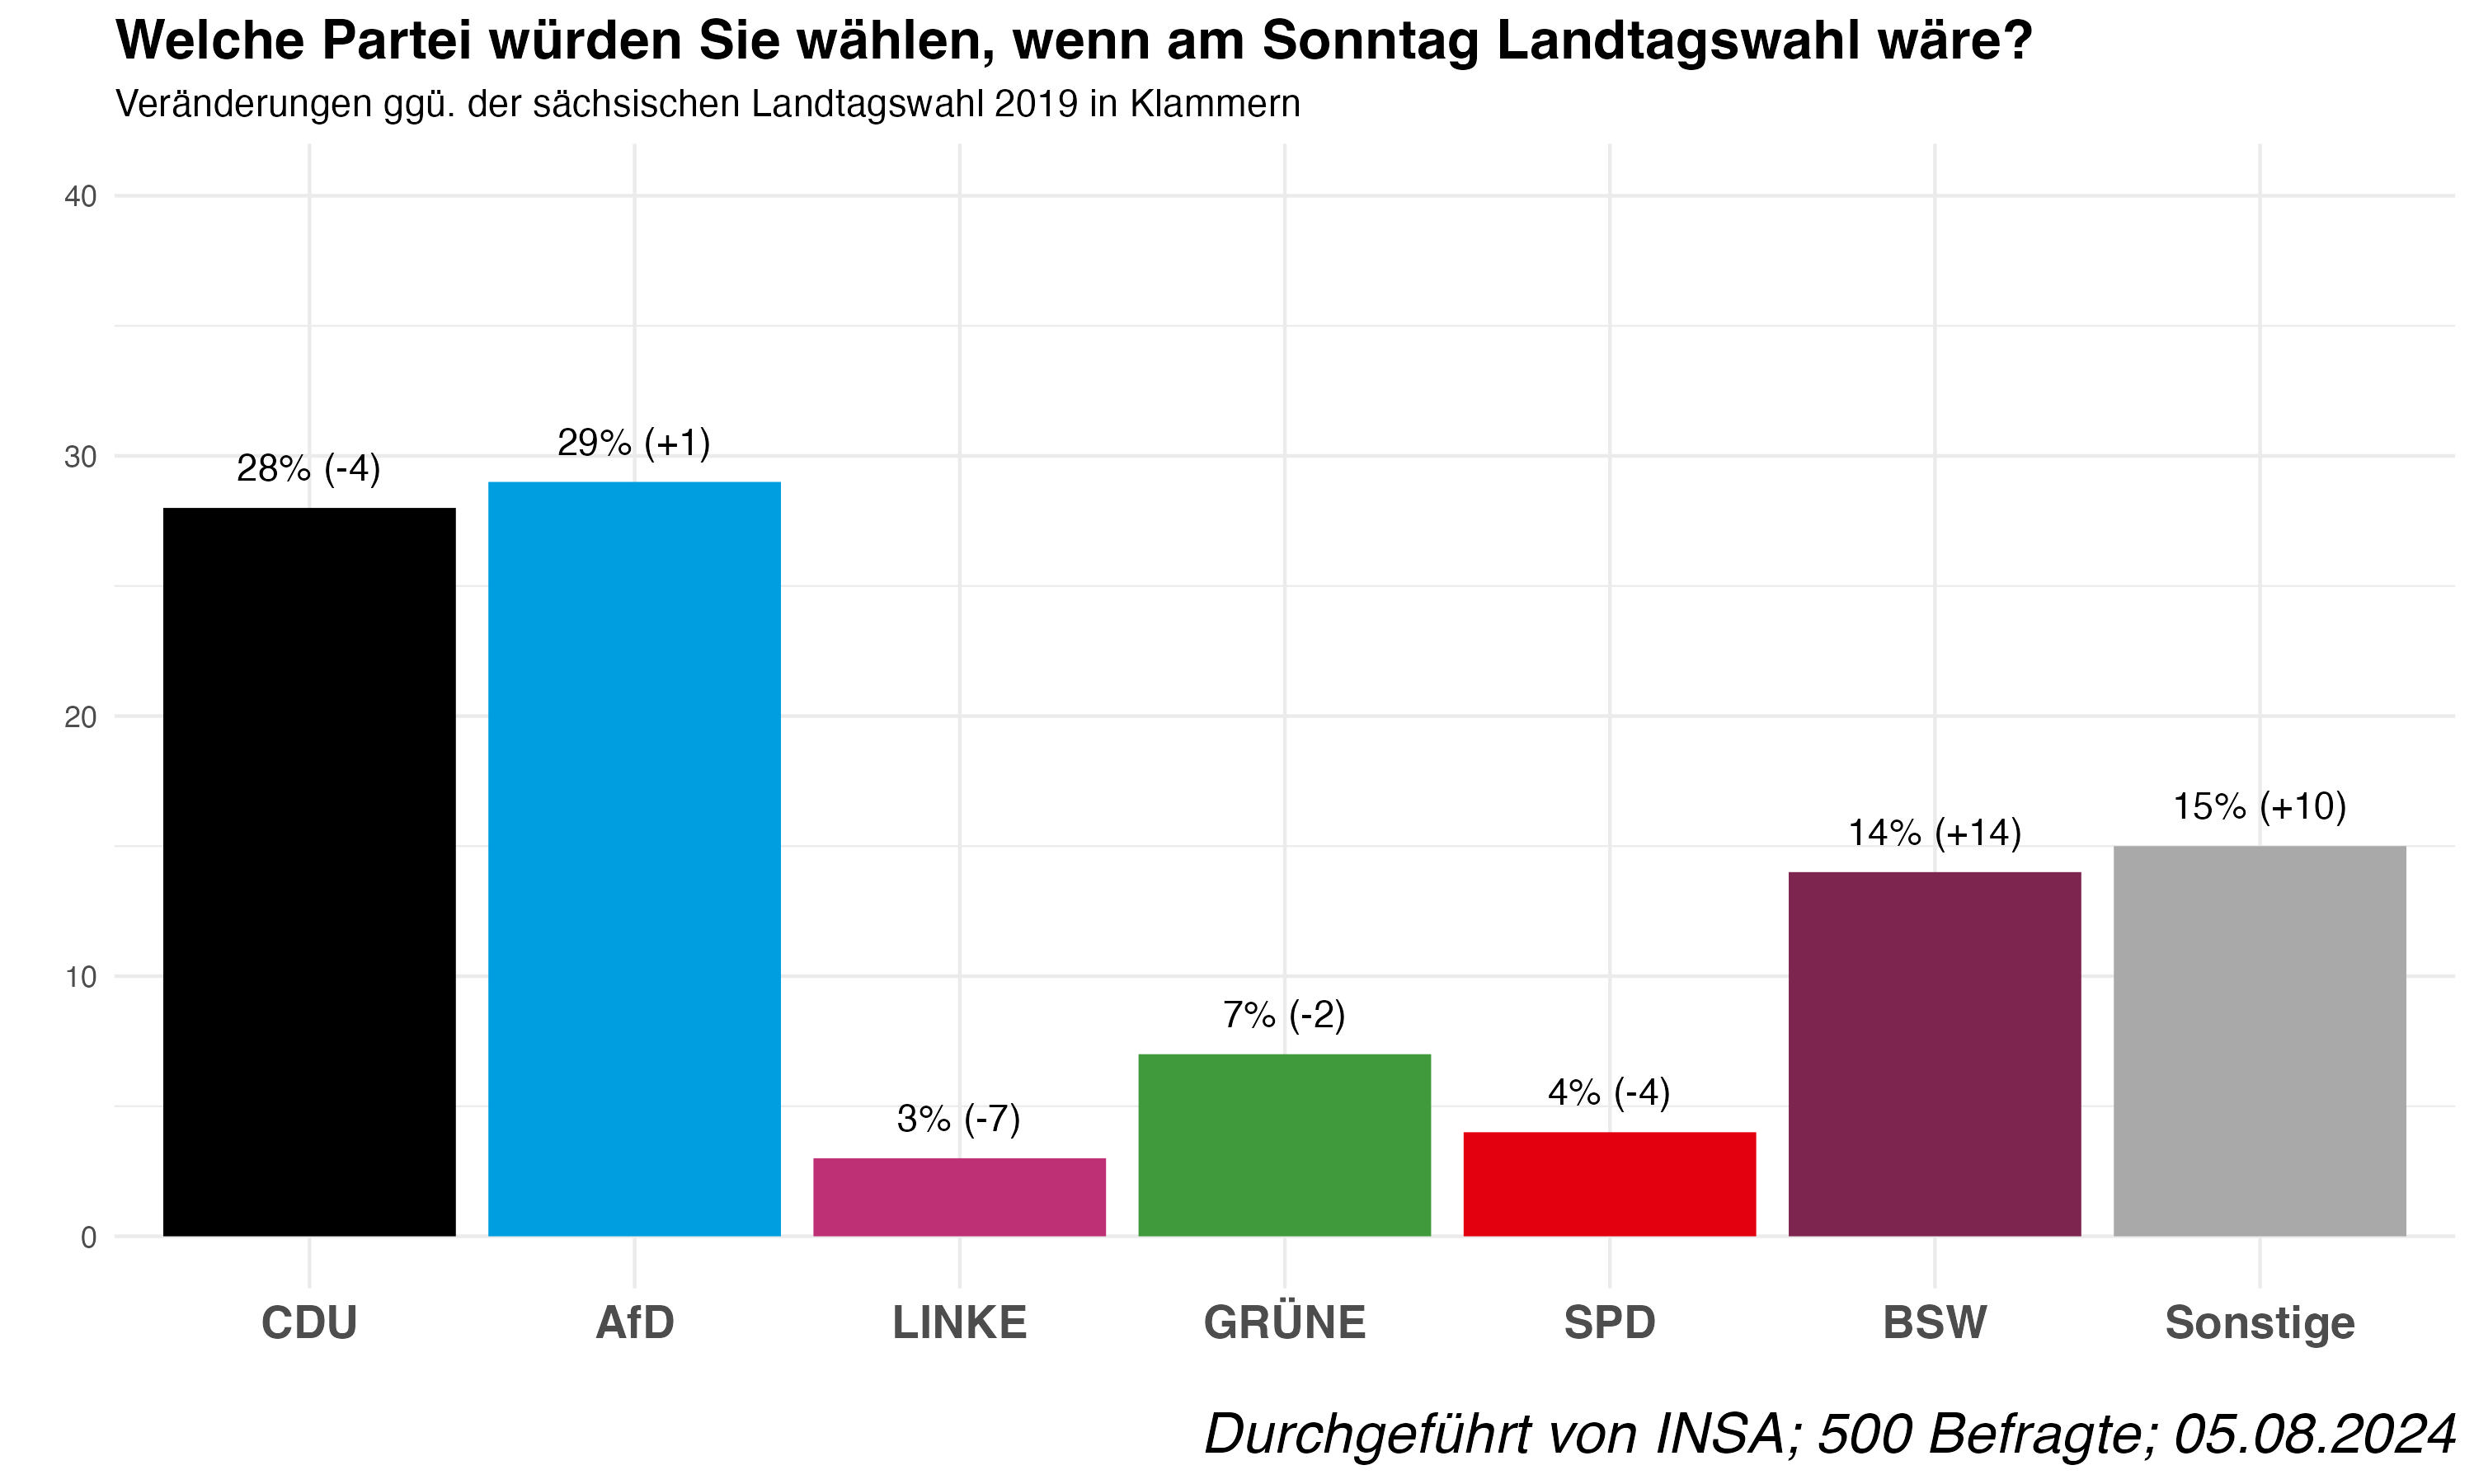 Welche Partei würden Sie wählen, wenn am Sonntag Landtagswahl wäre?
Veränderungen ggü. der sächsischen Landtagswahl 2019 in Klammern
40
30
20
10
0
28% (-4)
29% (+1)
3% (-7)
7% (-2)
4% (-4)
14% (+14)
15% (+10)
CDU
AfD
LINKE
GRÜNE
SPD
BSW
Sonstige
Durchgeführt von INSA; 500 Befragte; 05.08.2024